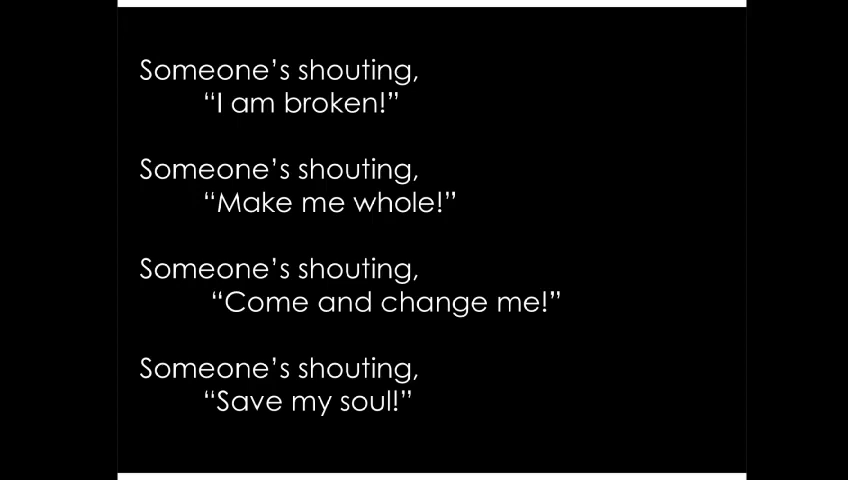 Someone’s shouting,
“I am broken!”
Someone’s shouting,
“Make me whole!”
Someone’s shouting,
“Come and change me!”
Someone’s shouting,
“Save my soul!”